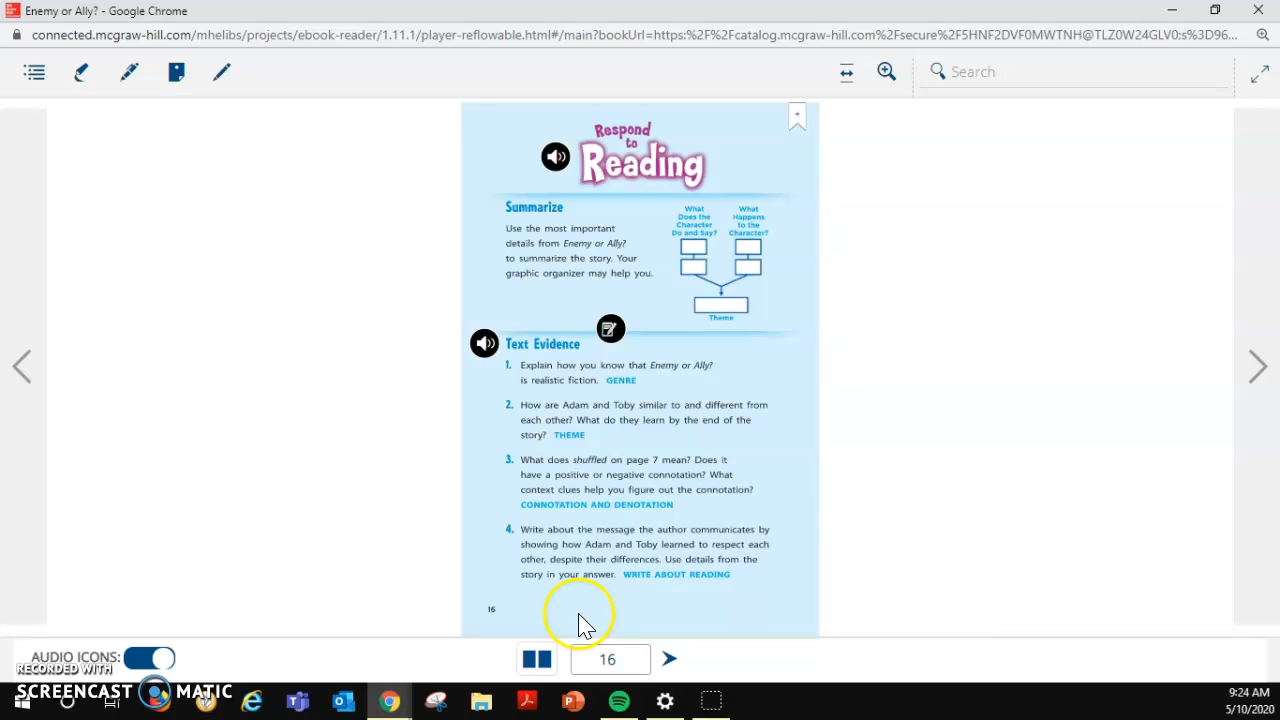 Enemy or Ally? - Google Chrome
connected.mcgraw-hill.com/mhelibs/projects/ebook-reader/1.11.1/player-reflowable.html#/main?bookUrl=https:%2F%2Fcatalog.mcgraw-hill.com%2Fsecure%2F5HNF2DVF0MWTNH@TLZ0W24GLV0:s%3D96...
Search
Respond
to
Reading
Summarize
Use the most important
details from Enemy or Ally?
to summarize the story. Your
graphic organizer may help you.
What
Does the
Character
Do and Say?
What
Happens
to the
Character?
Theme
Text Evidence
1. Explain how you know that Enemy or Ally?
is realistic fiction. GENRE
2. How are Adam and Toby similar to and different from
each other? What do they learn by the end of the
story? THEME
3. What does shuffled on page 7 mean? Does it
have a positive or negative connotation? What
context clues help you figure out the connotation?
CONNOTATION AND DENOTATION
4. Write about the message the author communicates by
showing how Adam and Toby learned to respect each
other, despite their differences. Use details from the
story in your answer. WRITE ABOUT READING
16
AUDIO ICONS:
16
RECORDED WITH
SCREENCAST MATIC
9:24 AM
5/10/2020